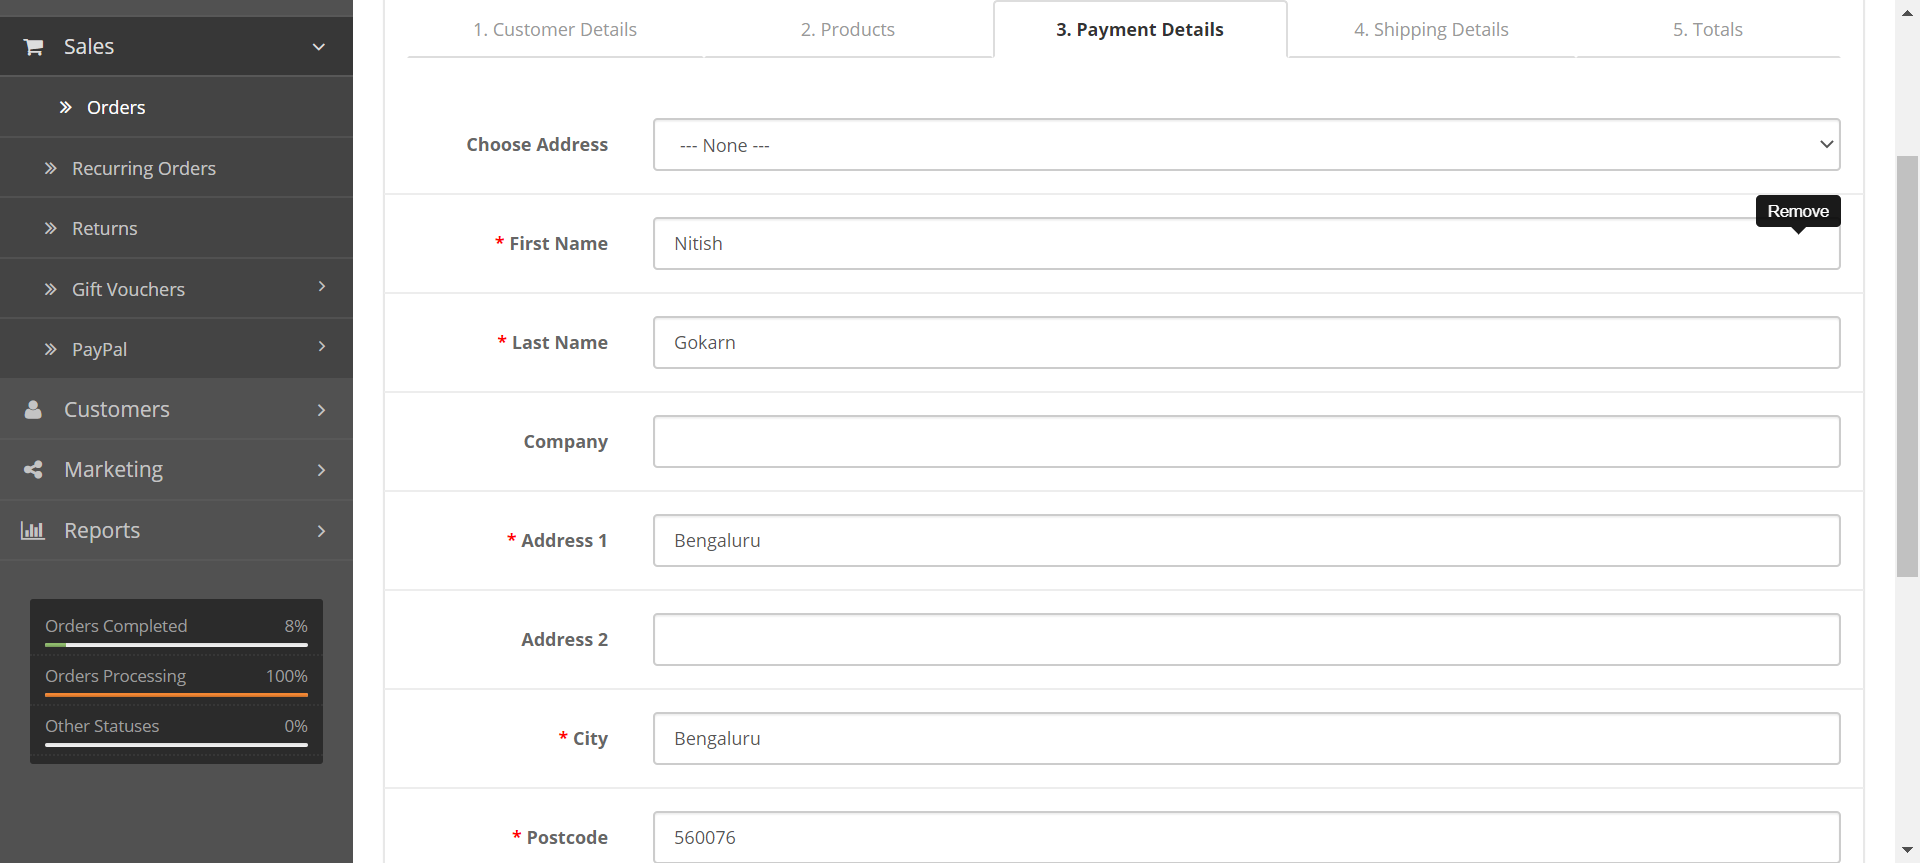 Sales
Orders
Recurring Orders
Returns
Gift Vouchers
PayPal
Customers
Marketing
Reports
Orders Completed 8%
Orders Processing 100%
Other Statuses 0%
1. Customer Details 2. Products 3. Payment Details 4. Shipping Details 5. Totals
Choose Address --- None ---
Remove
* First Name Nitish
* Last Name Gokarn
Company
* Address 1 Bengaluru
Address 2
* City Bengaluru
* Postcode 560076